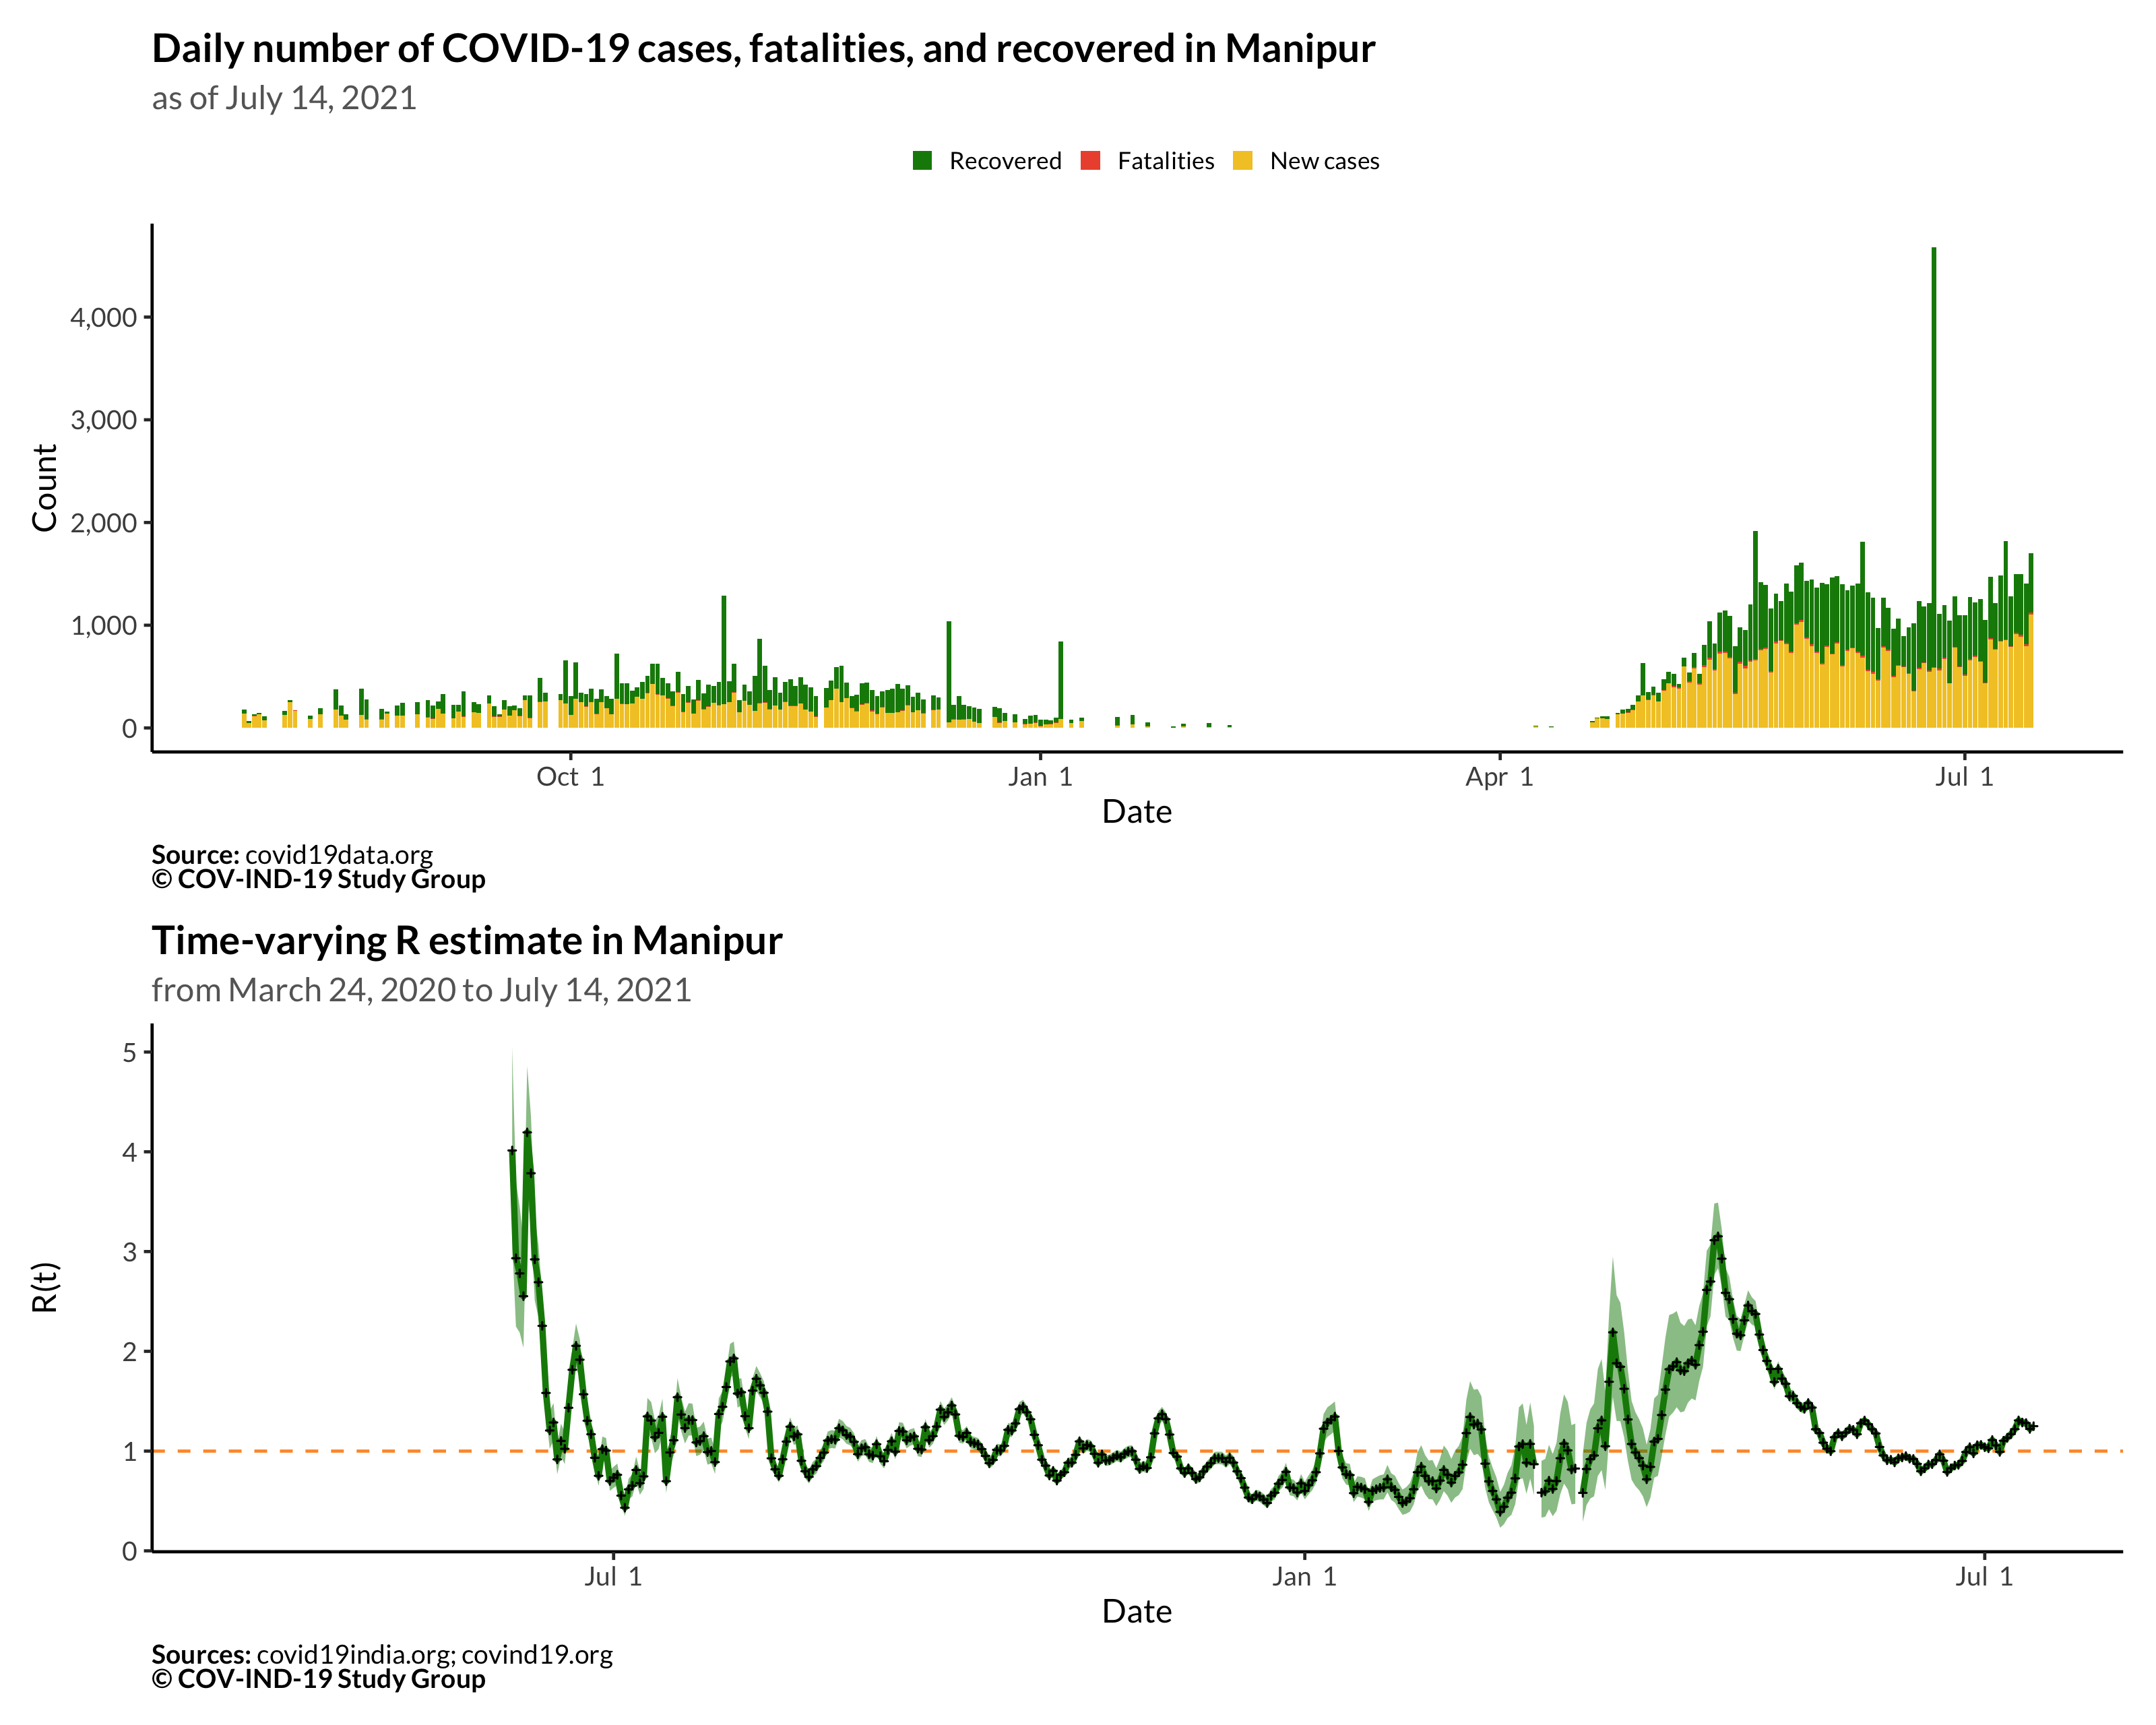 Daily number of COVID-19 cases, fatalities, and recovered in Manipur
as of July 14, 2021
Recovered Fatalities New cases
4,000
3,000
2,000
1,000
0
Count
Oct 1 Jan 1 Apr 1 Jul 1
Date
Source: covid19data.org
© COV-IND-19 Study Group
Time-varying R estimate in Manipur
from March 24, 2020 to July 14, 2021
5
4
3
2
1
0
R(t)
Jul 1 Jan 1 Jul 1
Date
Sources: covid19india.org; covind19.org
© COV-IND-19 Study Group